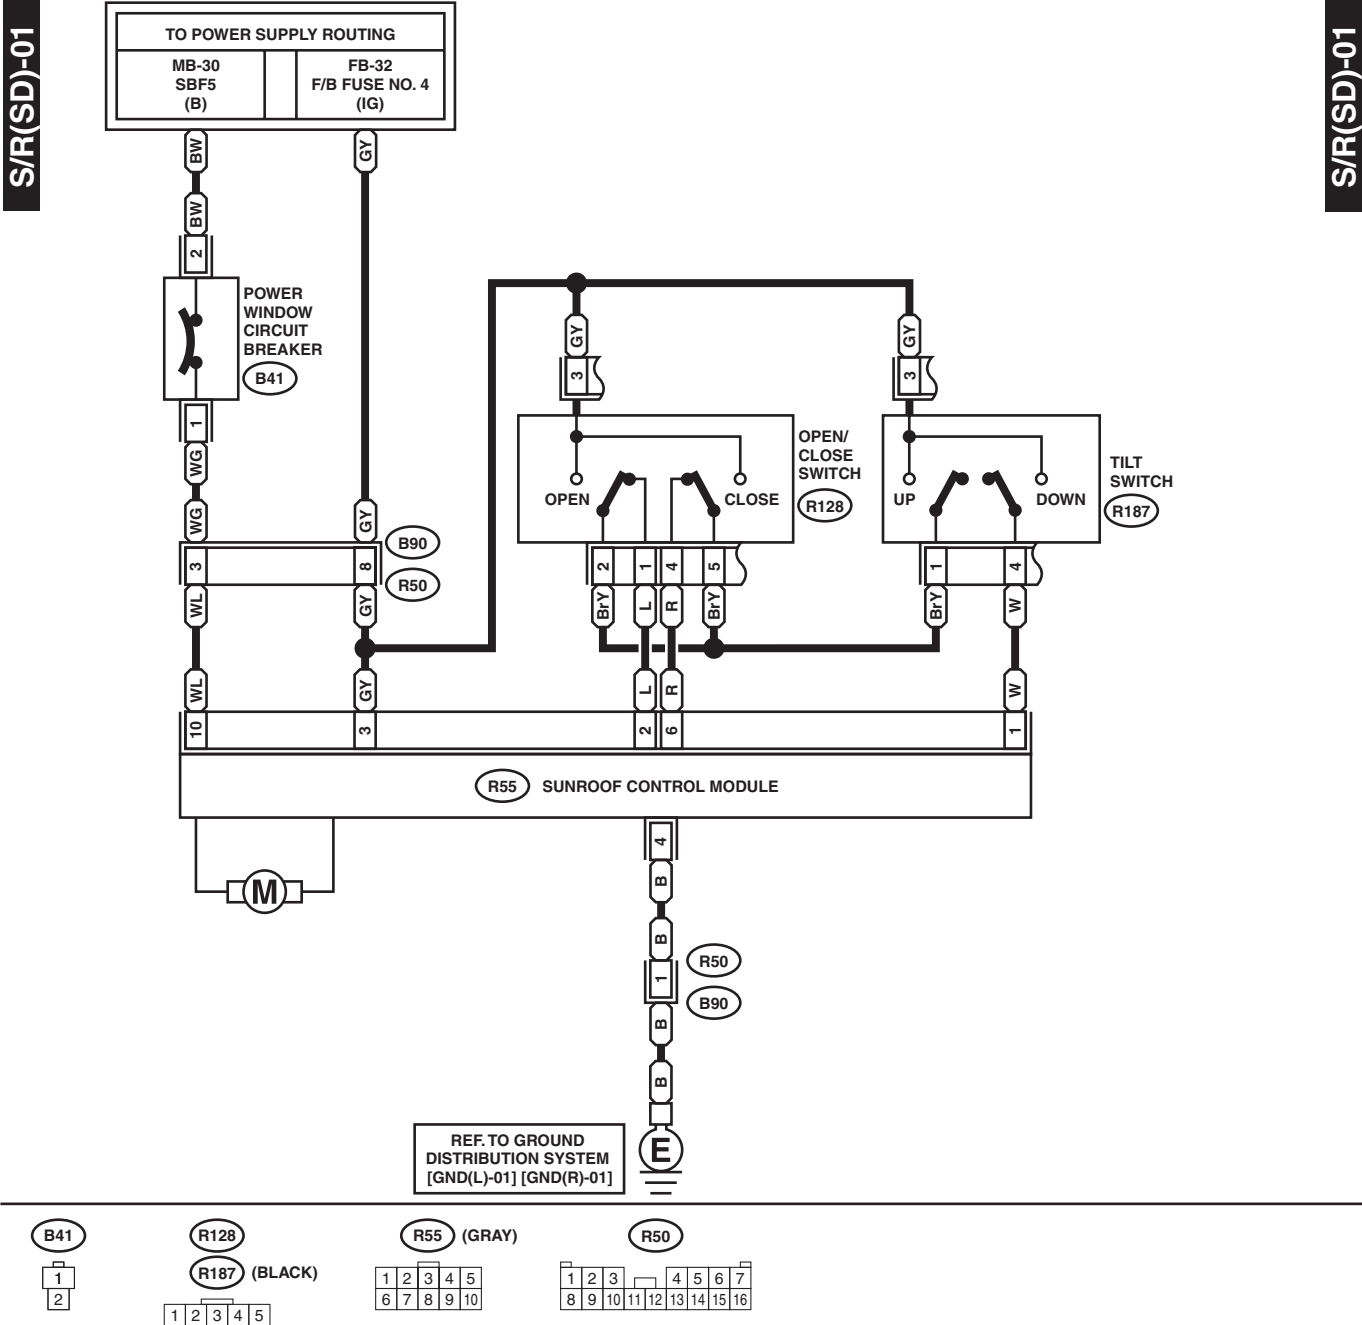 S/R(SD)-01
S/R(SD)-01
TO POWER SUPPLY ROUTING
MB-30
SBF5
(B)
FB-32
F/B FUSE NO. 4
(IG)
BW
GY
BW
2
POWER
WINDOW
CIRCUIT
BREAKER
B41
1
WG
WG
GY
B90
3
8
R50
WL
GY
WL
GY
10
3
GY
3
GY
3
OPEN
CLOSE
OPEN/
CLOSE
SWITCH
R128
UP
DOWN
TILT
SWITCH
R187
2
1
4
5
1
4
BrY
L
R
BrY
BrY
W
L
R
W
2
6
1
R55
SUNROOF CONTROL MODULE
M
4
B
B
R50
1
B90
B
B
E
REF. TO GROUND
DISTRIBUTION SYSTEM
[GND(L)-01] [GND(R)-01]
B41
1
2
R128
R187 (BLACK)
1 2 3 4 5
R55 (GRAY)
1 2 3 4 5
6 7 8 9 10
R50
1 2 3 4 5 6 7
8 9 10 11 12 13 14 15 16